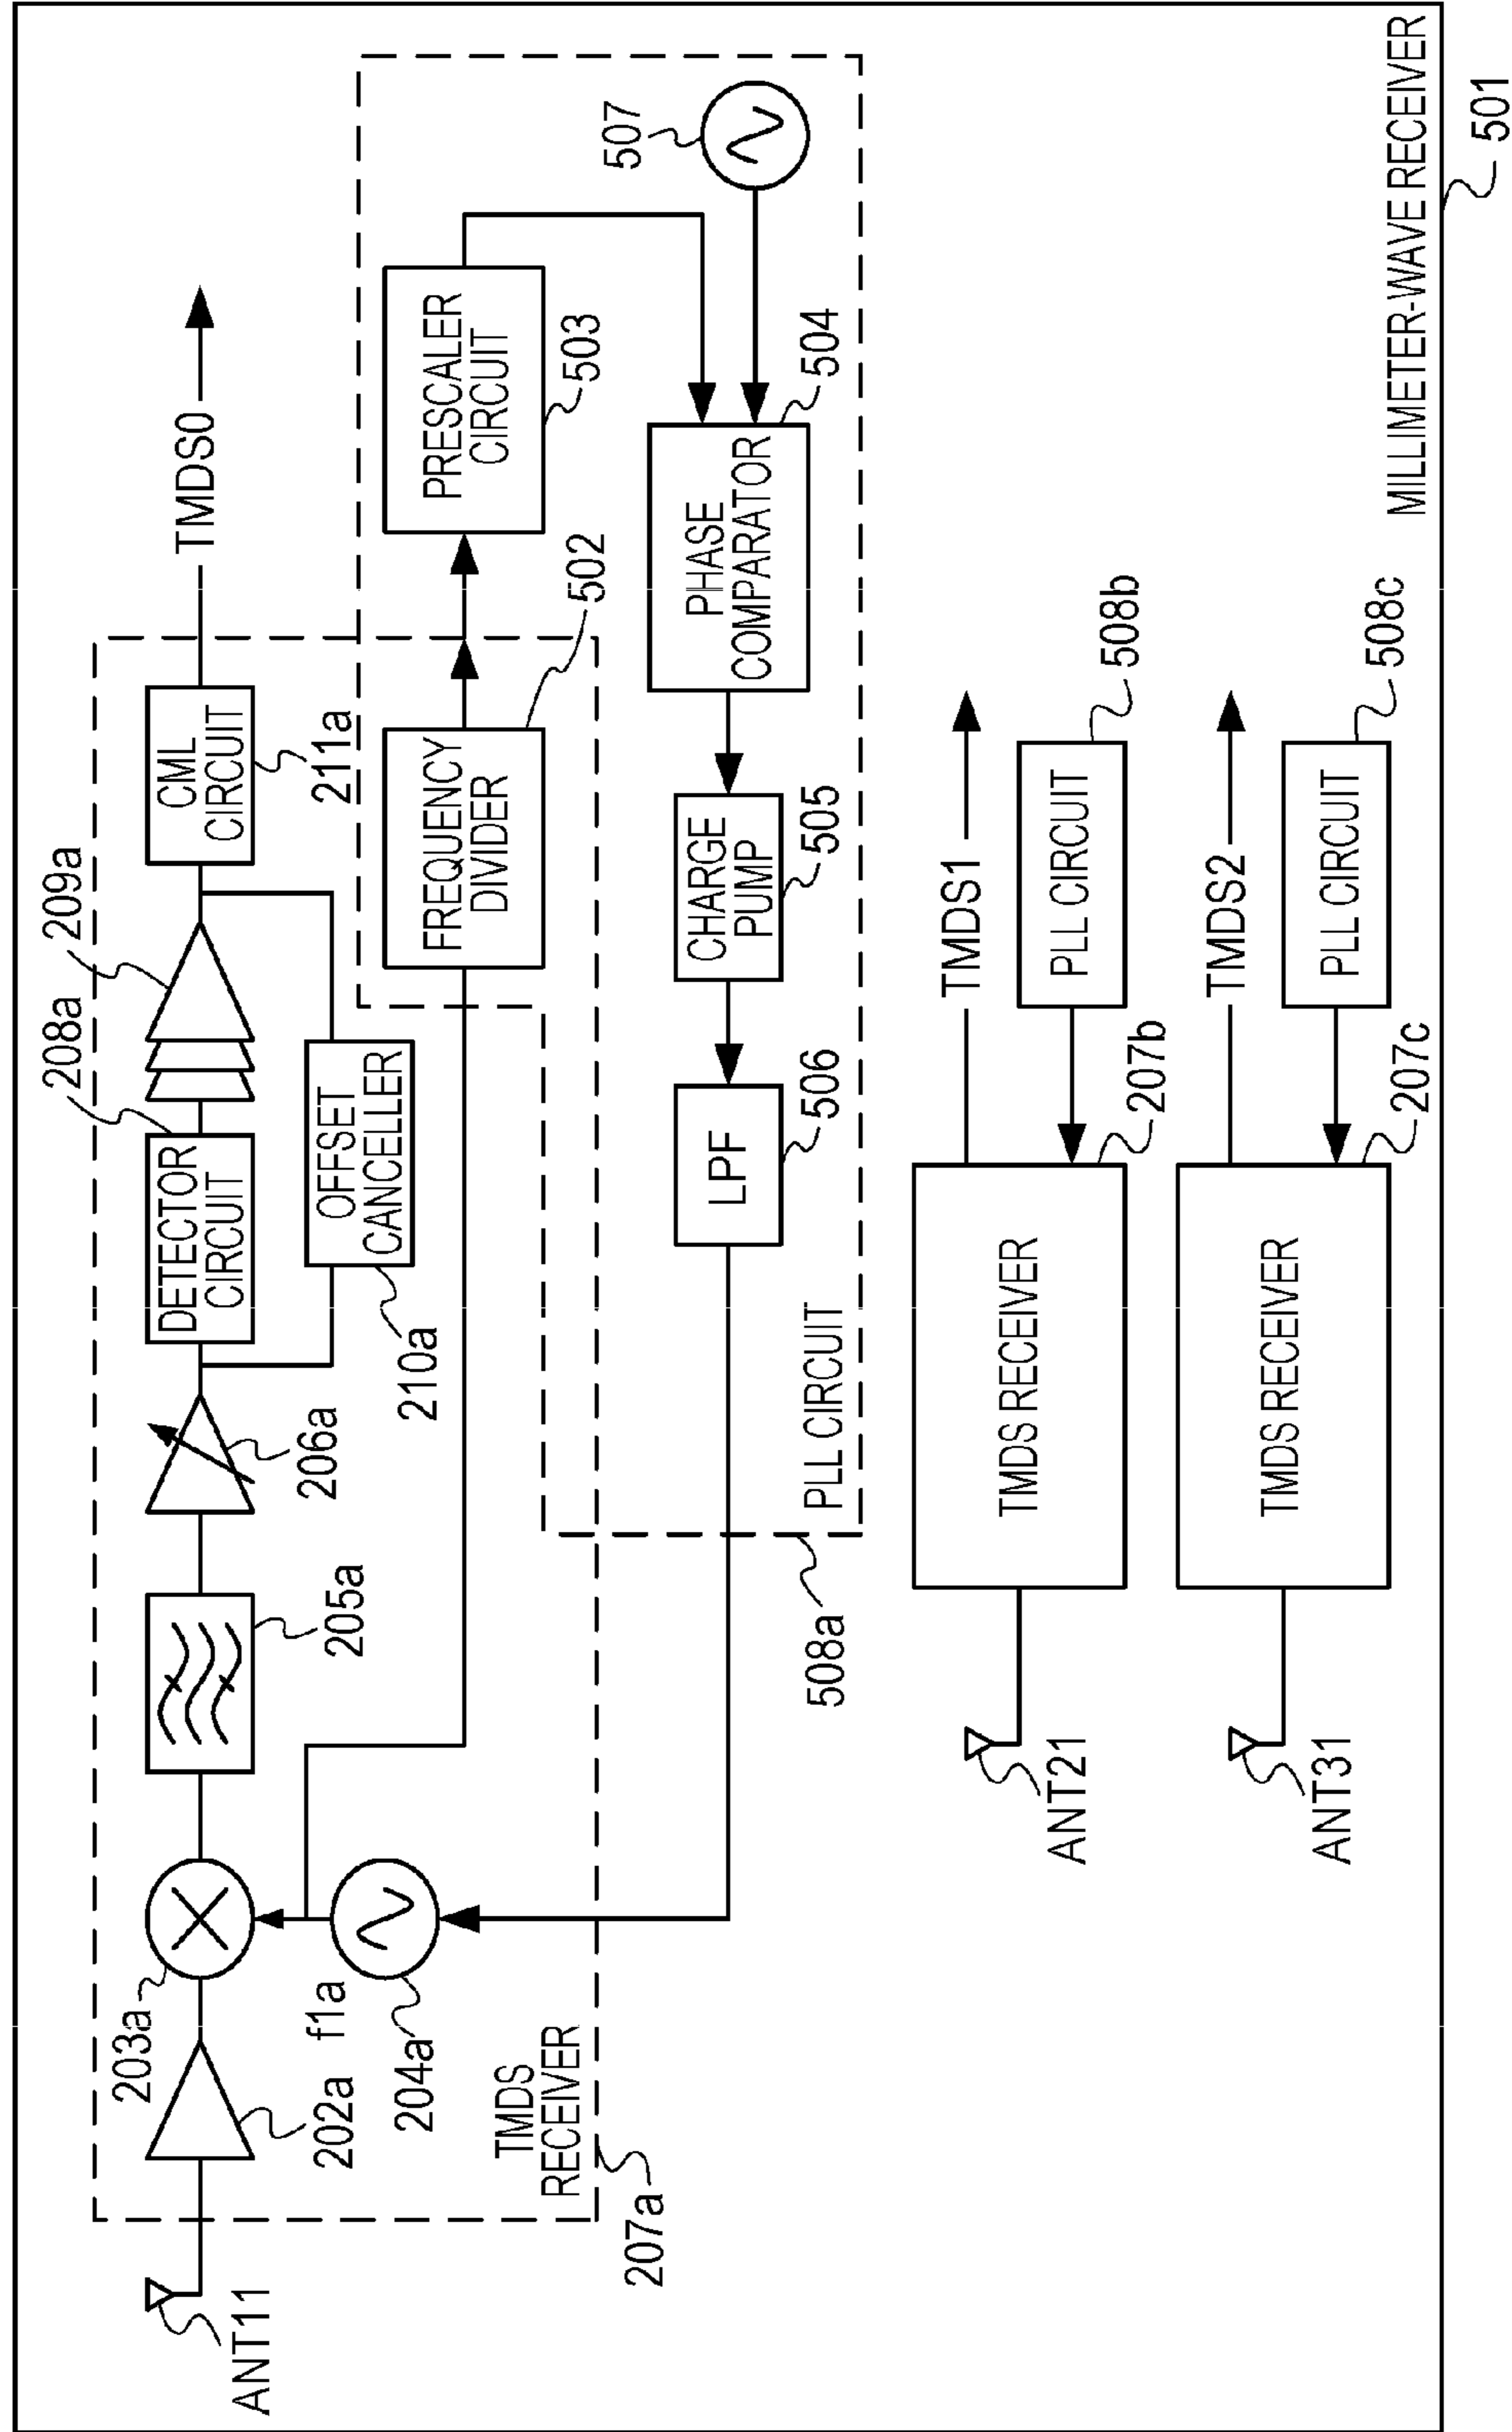 MILLIMETER-WAVE RECEIVER
501
ANT11
202a
203a
f1a
204a
205a
206a
DETECTOR
CIRCUIT
208a
209a
OFFSET
CANCELLER
210a
CML
CIRCUIT
211a
TMDS0
TMDS
RECEIVER
207a
FREQUENCY
DIVIDER
502
PRESCALER
CIRCUIT
503
507
PHASE
COMPARATOR
504
CHARGE
PUMP
505
LPF
506
PLL CIRCUIT
508a
ANT21
TMDS RECEIVER
207b
TMDS1
PLL CIRCUIT
508b
ANT31
TMDS RECEIVER
207c
TMDS2
PLL CIRCUIT
508c